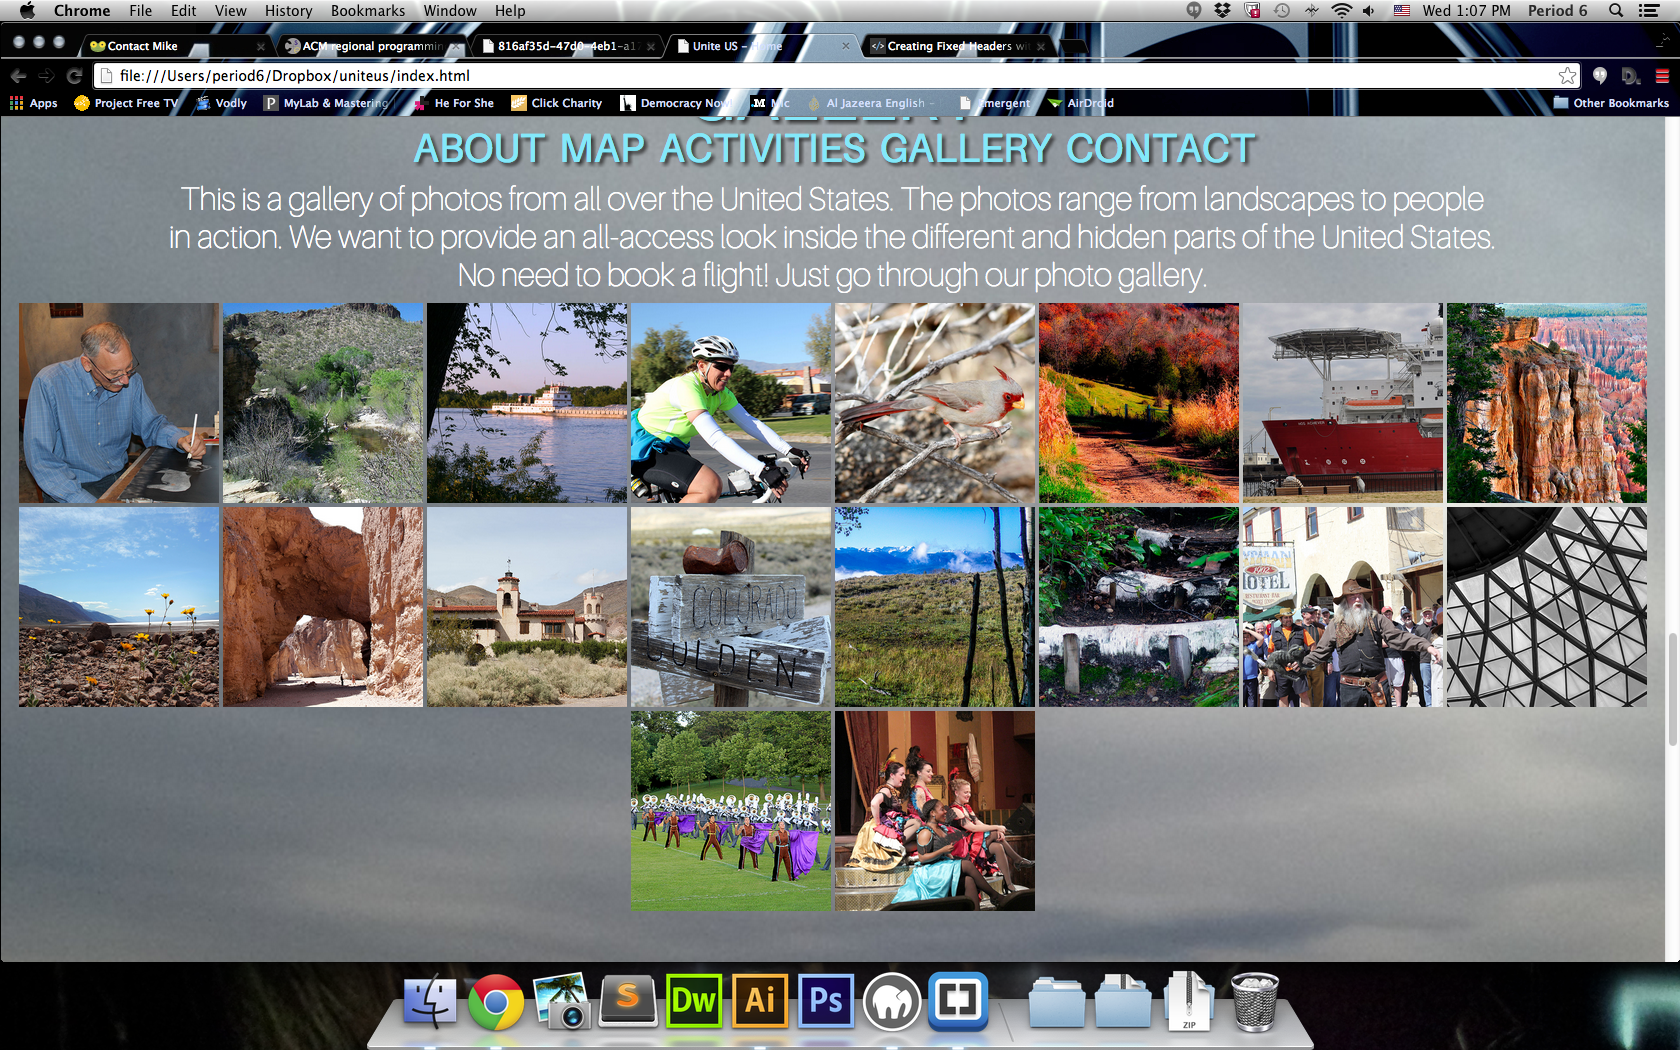 Chrome File Edit View History Bookmarks Window Help Wed 1:07 PM Period 6
Contact Mike ACM regional programmin 816af35d-47d0-4eb1-a1 Unite US – Home Creating Fixed Headers wi
file:///Users/period6/Dropbox/uniteus/index.html
Apps Project Free TV Vodly MyLab & Mastering He For She Click Charity Democracy Now Mic Al Jazeera English - Emergent AirDroid Other Bookmarks
ABOUT MAP ACTIVITIES GALLERY CONTACT
This is a gallery of photos from all over the United States. The photos range from landscapes to people
in action. We want to provide an all-access look inside the different and hidden parts of the United States.
No need to book a flight! Just go through our photo gallery.
COLORADO
GOLDEN
HOTEL
Dw Ai Ps
ZIP